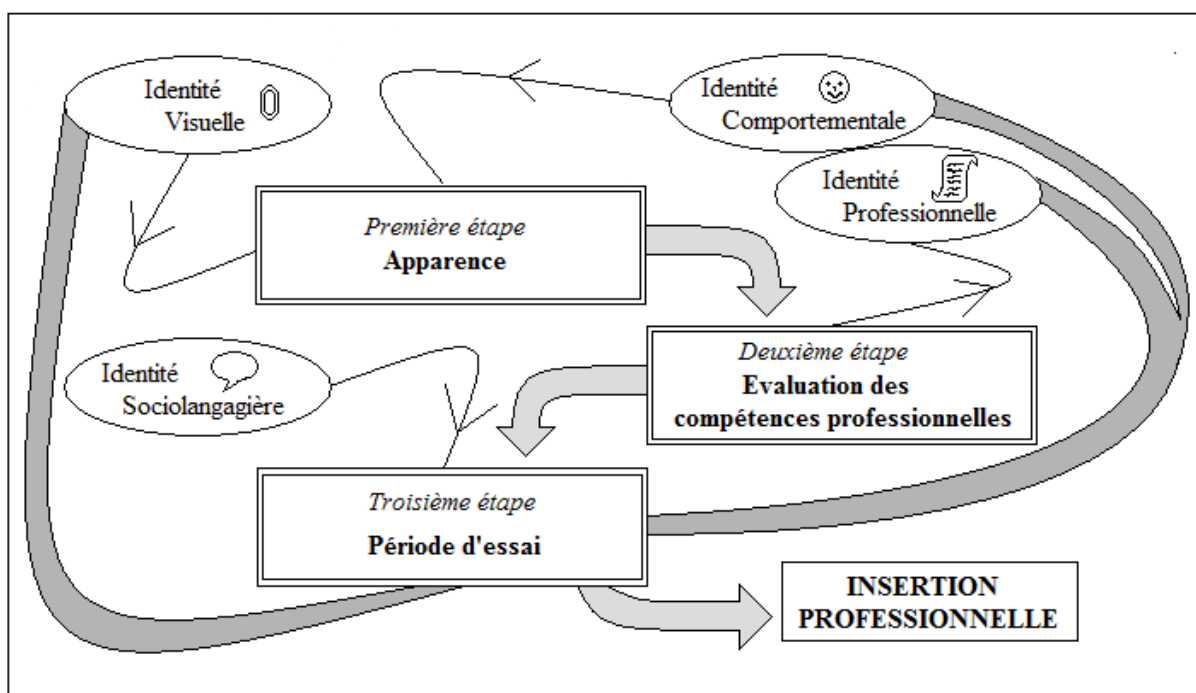 Identité
Visuelle
Identité
Comportementale
Identité
Professionnelle
Première étape
Apparence
Deuxième étape
Evaluation des
compétences professionnelles
Identité
Sociolangagière
Troisième étape
Période d'essai
INSERTION
PROFESSIONNELLE